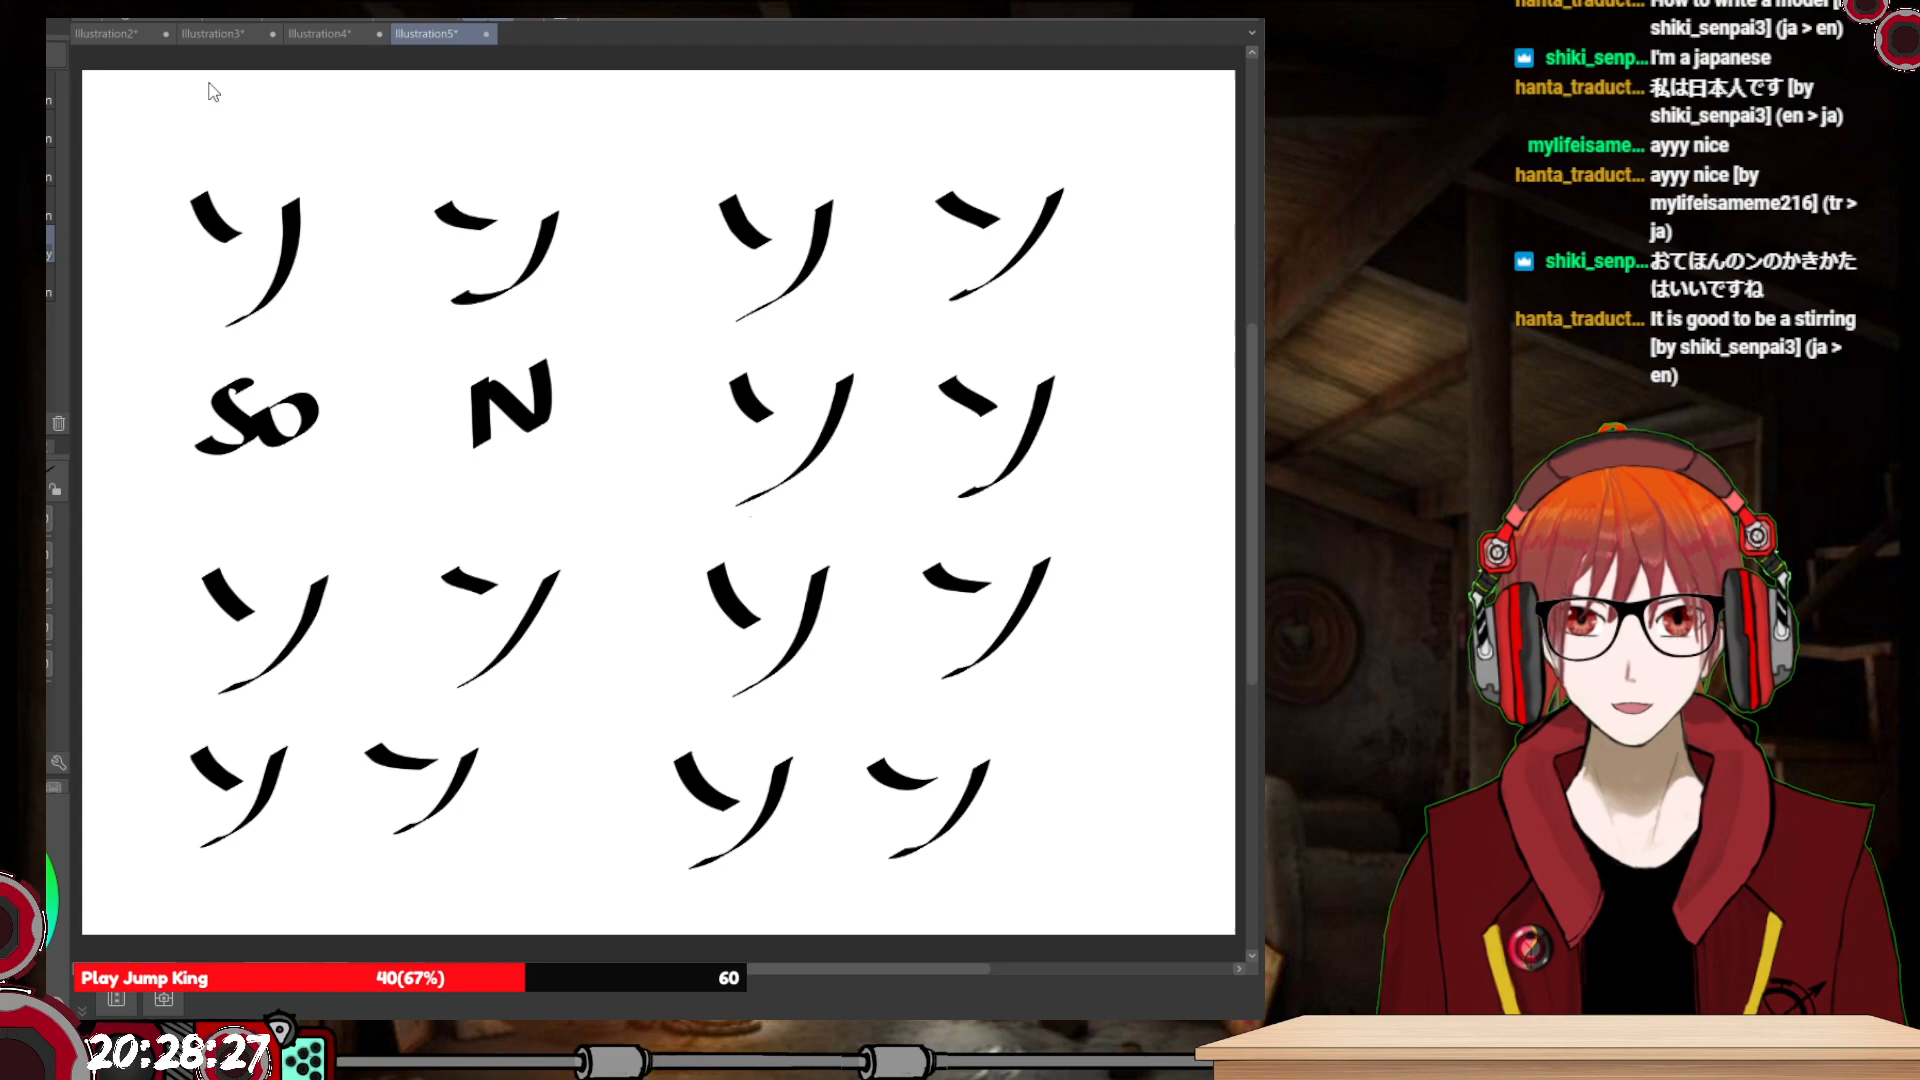 Illustration2*
Illustration3*
Illustration4*
Illustration5*
ソ ン ソ ン
So N ソ ン
ソ ン ソ ン
ソ ン ソ ン
Play Jump King 40(67%) 60
20:28:27
shiki_senpai3] (ja > en)
shiki_senp... I'm a japanese
hanta_traduct... 私は日本人です [by
shiki_senpai3] (en > ja)
mylifeisame... ayyy nice
hanta_traduct... ayyy nice [by
mylifeisameme216] (tr >
ja)
shiki_senp... おてほんのンのかきかた
はいいですね
hanta_traduct... It is good to be a stirring
[by shiki_senpai3] (ja >
en)